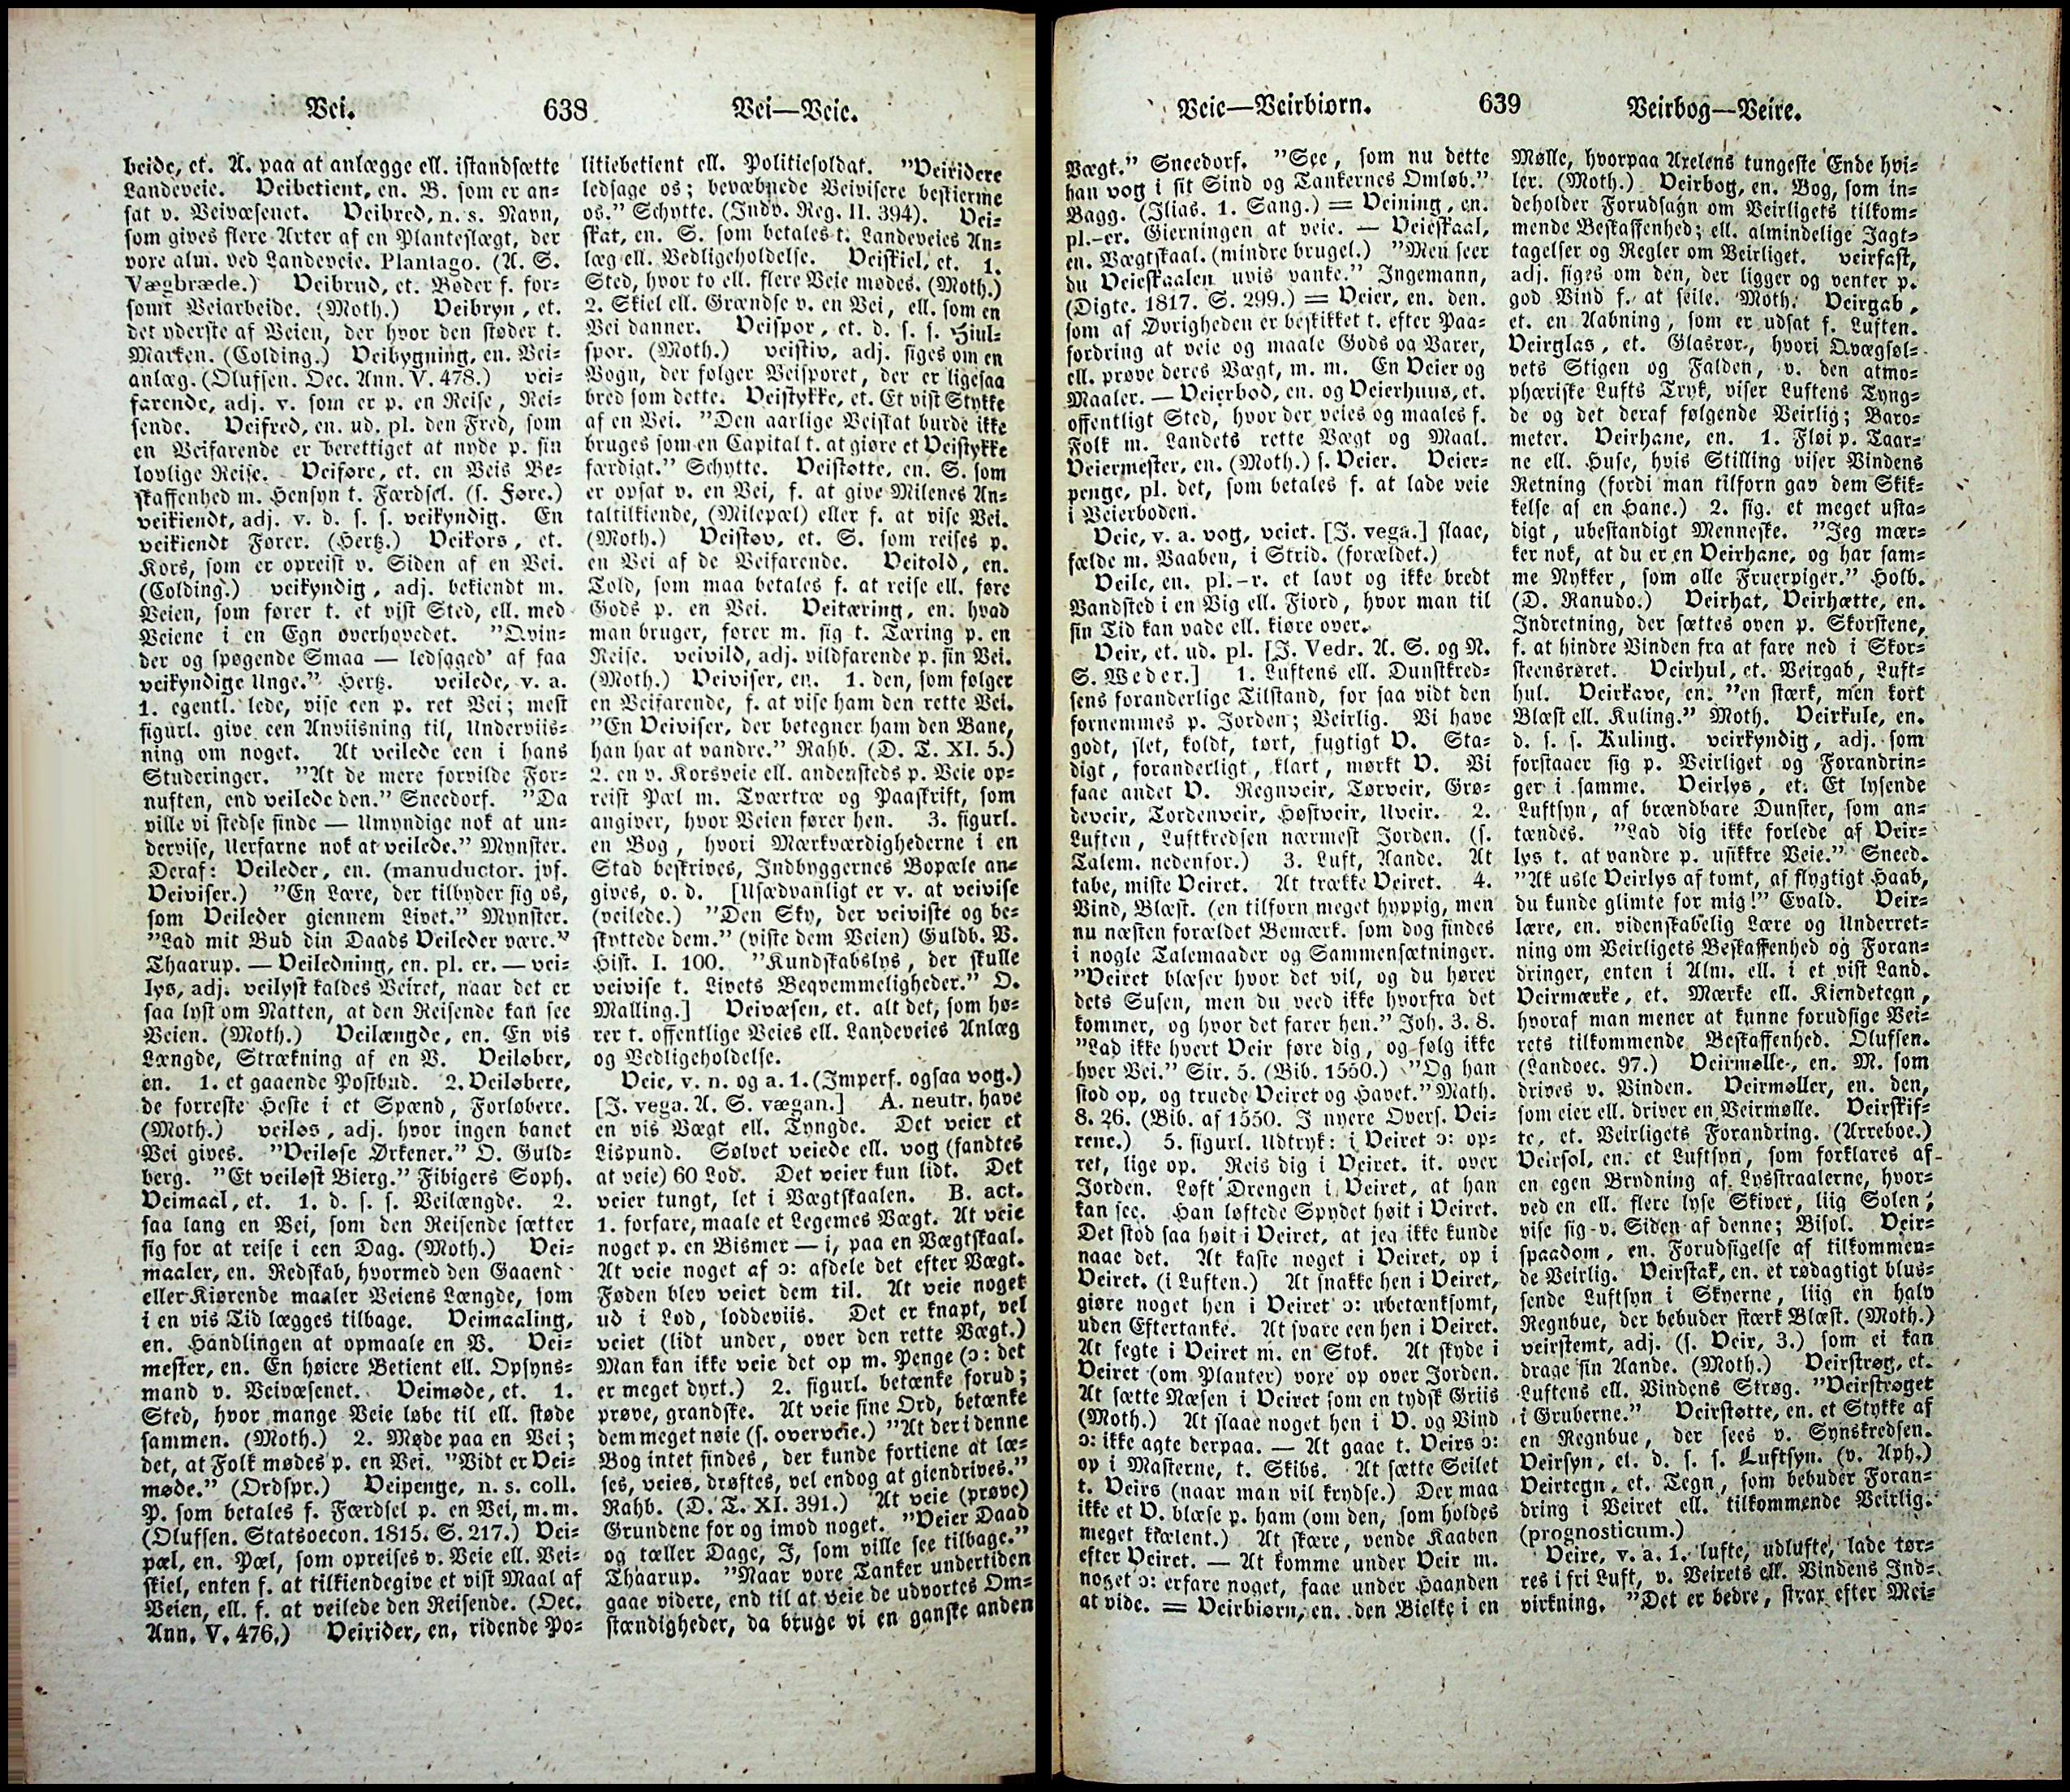 Vei.
638
Vei—Veie.
beide, et. A. paa at anlægge ell. istandsætte
Landeveie. Veibetient, en. B. som er an=
sat v. Veivæsenet. Veibred, n. s. Navn,
som gives flere Arter af en Planteslægt, der
vore alm. ved Landeveie. Plantago. (A. S.
Vægbræde.) Veibrud, et. Bøder f. for=
sømt Veiarbeide. (Moth.) Veibryn, et.
det yderste af Veien, der hvor den støder t.
Marken. (Colding.) Veibygning, en. Vei=
anlæg. (Olufsen. Oec. Ann. V. 478.) vei=
farende, adj. v. som er p. en Reise, Rei=
sende. Veifred, en. ud. pl. den Fred, som
en Veifarende er berettiget at nyde p. sin
lovlige Reise. Veiføre, et. en Veis Be=
skaffenhed m. Hensyn t. Færdsel. (s. Føre.)
veikiendt, adj. v. d. s. s. veikyndig. En
veikiendt Fører. (Hertz.) Veikors, et.
Kors, som er opreist v. Siden af en Vei.
(Colding.) veikyndig, adj. bekiendt m.
Veien, som fører t. et vist Sted, ell. med
Veiene i en Egn overhovedet. "Qvin=
der og spøgende Smaa — ledsaged' af faa
veikyndige Unge." Hertz. veilede, v. a.
1. egentl. lede, vise een p. ret Vei; mest
figurl. give een Anviisning til, Underviis=
ning om noget. At veilede een i hans
Studeringer. "At de mere forvilde For=
nuften, end veilede den." Sneedorf. "Da
ville vi stedse finde — Umyndige nok at un=
dervise, Uerfarne nok at veilede." Mynster.
Deraf: Veileder, en. (manuductor. jvf.
Veiviser.) "En Lære, der tilbyder sig os,
som Veileder giennem Livet." Mynster.
"Lad mit Bud din Daads Veileder være."
Thaarup. — Veiledning, en. pl. er. — vei=
lys, adj. veilyst kaldes Veiret, naar det er
saa lyst om Natten, at den Reisende kan see
Veien. (Moth.) Veilængde, en. En vis
Længde, Strækning af en V. Veiløber,
en. 1. et gaaende Postbud. 2. Veiløbere,
de forreste Heste i et Spænd, Forløbere.
(Moth.) veiløs, adj. hvor ingen banet
Vei gives. "Veiløse Ørkener." O. Guld=
berg. "Et veiløst Bierg." Fibigers Soph.
Veimaal, et. 1. d. s. s. Veilængde. 2.
saa lang en Vei, som den Reisende sætter
sig for at reise i een Dag. (Moth.) Vei=
maaler, en. Redskab, hvormed den Gaaend
eller Kiørende maaler Veiens Længde, som
i en vis Tid lægges tilbage. Veimaaling,
en. Handlingen at opmaale en V. Vei=
mester, en. En høiere Betient ell. Opsyns=
mand v. Veivæsenet. Veimøde, et. 1.
Sted, hvor mange Veie løbe til ell. støde
sammen. (Moth.) 2. Møde paa en Vei;
det, at Folk mødes p. en Vei. "Vidt er Vei=
møde." (Ordspr.) Veipenge, n. s. coll.
P. som betales f. Færdsel p. en Vei, m. m.
(Olufsen. Statsoecon. 1815. S. 217.) Vei=
pæl, en. Pæl, som opreises v. Veie ell. Vei=
skiel, enten f. at tilkiendegive et vist Maal af
Veien, ell. f. at veilede den Reisende. (Oec.
Ann. V. 476.) Veirider, en, ridende Po=
litiebetient ell. Politiesoldat. "Veiridere
ledsage os; bevæbnede Veivisere bestierme
os." Schytte. (Indv. Reg. II. 394). Vei=
skat, en. S. som betales t. Landeveies An=
læg ell. Vedligeholdelse. Veiskiel, et. 1.
Sted, hvor to ell. flere Veie mødes. (Moth.)
2. Skiel ell. Grændse v. en Vei, ell. som en
Vei danner. Veispor, et. d. s. s. Hiul=
spor. (Moth.) veistiv, adj. siges om en
Vogn, der følger Veisporet, der er ligesaa
bred som dette. Veistykke, et. Et vist Stykke
af en Vei. "Den aarlige Veiskat burde ikke
bruges som en Capital t. at giøre et Veistykke
færdigt." Schytte. Veistøtte, en. S. som
er opsat v. en Vei, f. at give Milenes An=
taltilkiende, (Milepæl) eller f. at vise Vei.
(Moth.) Veistøv, et. S. som reises p.
en Vei af de Veifarende. Veitold, en.
Told, som maa betales f. at reise ell. føre
Gods p. en Vei. Veitæring, en. hvad
man bruger, fører m. sig t. Tæring p. en
Reise. veivild, adj. vildfarende p. sin Vei.
(Moth.) Veiviser, en. 1. den, som følger
en Veifarende, f. at vise ham den rette Vei.
"En Veiviser, der betegner ham den Bane,
han har at vandre." Rahb. (D. T. XI. 5.)
2. en v. Korsveie ell. andensteds p. Veie op=
reist Pæl m. Tværtræ og Paaskrift, som
angiver, hvor Veien fører hen. 3. figurl.
en Bog, hvori Mærkværdighederne i en
Stad beskrives, Indbyggernes Bopæle an=
gives, o. d. [Usædvanligt er v. at veivise
(veilede.) "Den Sky, der veiviste og be=
skyttede dem." (viste dem Veien) Guldb. V.
Hist. I. 100. "Kundskabslys, der skulle
veivise t. Livets Beqvemmeligheder." O.
Malling.] Veivæsen, et. alt det, som hø=
rer t. offentlige Veies ell. Landeveies Anlæg
og Vedligeholdelse.
Veie, v. n. og a. 1. (Imperf. ogsaa vog.)
[J. vega. A. S. vægan.] A. neutr. have
en vis Vægt ell. Tyngde. Det veier et
Lispund. Sølvet veiede ell. vog (fandtes
at veie) 60 Lod. Det veier kun lidt. Det
veier tungt, let i Vægtskaalen. B. act.
1. forfare, maale et Legemes Vægt. At veie
noget p. en Bismer — i, paa en Vægtskaal.
At veie noget af ɔ: afdele det efter Vægt.
Føden blev veiet dem til. At veie noget
ud i Lod, loddeviis. Det er knapt, vel
veiet (lidt under, over den rette Vægt.)
Man kan ikke veie det op m. Penge (ɔ: det
er meget dyrt.) 2. figurl. betænke forud;
prøve, grandske. At veie sine Ord, betænke
dem meget nøie (s. overveie.) "At der i denne
Bog intet findes, der kunde fortiene at læ=
ses, veies, drøftes, vel endog at giendrives."
Rahb. (D. T. XI. 391.) At veie (prøve)
Grundene for og imod noget. "Veier Daad
og tæller Dage, I, som ville see tilbage."
Thaarup. "Naar vore Tanker undertiden
gaae videre, end til at veie de udvortes Om=
stændigheder, da bruge vi en ganske anden
Veie—Veirbiørn.
639
Veirbog—Veire.
Vægt." Sneedorf. "See, som nu dette
han vog i sit Sind og Tankernes Omløb."
Bagg. (Ilias. 1. Sang.) = Veining, en.
pl.-er. Gierningen at veie. — Veieskaal,
en. Vægtskaal. (mindre brugel.) "Men seer
du Veieskaalen uvis vanke." Ingemann,
(Digte. 1817. S. 299.) = Veier, en. den.
som af Øvrigheden er beskikket t. efter Paa=
fordring at veie og maale Gods og Varer,
ell. prøve deres Vægt, m. m. En Veier og
Maaler. — Veierbod, en. og Veierhuus, et.
offentligt Sted, hvor der veies og maales f.
Folk m. Landets rette Vægt og Maal.
Veiermester, en. (Moth.) s. Veier. Veier=
penge, pl. det, som betales f. at lade veie
i Veierboden.
Veie, v. a. vog, veiet. [J. vega.] slaae,
fælde m. Vaaben, i Strid. (forældet.)
Veile, en. pl.-r. et lavt og ikke bredt
Vandsted i en Vig ell. Fiord, hvor man til
sin Tid kan vade ell. kiøre over.
Veir, et. ud. pl. [J. Vedr. A. S. og N.
S. Weder.] 1. Luftens ell. Dunstkred=
sens foranderlige Tilstand, for saa vidt den
fornemmes p. Jorden; Veirlig. Vi have
godt, slet, koldt, tørt, fugtigt V. Sta=
digt, foranderligt, klart, mørkt V. Vi
faae andet V. Regnveir, Tørveir, Grø=
deveir, Tordenveir, Høstveir, Uveir. 2.
Luften, Luftkredsen nærmest Jorden. (s.
Talem. nedenfor.) 3. Luft, Aande. At
tabe, miste Veiret. At trække Veiret. 4.
Vind, Blæst. (en tilforn meget hyppig, men
nu næsten forældet Bemærk. som dog findes
i nogle Talemaader og Sammensætninger.
"Veiret blæser hvor det vil, og du hører
dets Susen, men du veed ikke hvorfra det
kommer, og hvor det farer hen." Joh. 3. 8.
"Lad ikke hvert Veir føre dig, og følg ikke
hver Vei." Sir. 5. (Bib. 1550.) "Og han
stod op, og truede Veiret og Havet." Math.
8. 26. (Bib. af 1550. I nyere Overs. Vei=
rene.) 5. figurl. Udtryk: i Veiret ɔ: op=
ret, lige op. Reis dig i Veiret. it. over
Jorden. Løft Drengen i Veiret, at han
kan see. Han løftede Spydet høit i Veiret.
Det stod saa høit i Veiret, at jeg ikke kunde
naae det. At kaste noget i Veiret, op i
Veiret. (i Luften.) At snakke hen i Veiret,
giøre noget hen i Veiret ɔ: ubetænksomt,
uden Eftertanke. At svare een hen i Veiret.
At fegte i Veiret m. en Stok. At skyde i
Veiret (om Planter) voxe op over Jorden.
At sætte Næsen i Veiret som en tydsk Griis
(Moth.) At slaae noget hen i V. og Vind
ɔ: ikke agte derpaa. — At gaae t. Veirs ɔ:
op i Masterne, t. Skibs. At sætte Seilet
t. Veirs (naar man vil krydse.) Der maa
ikke et V. blæse p. ham (om den, som holdes
meget kiælent.) At skære, vende Kaaben
efter Veiret. — At komme under Veir m.
noget ɔ: erfare noget, faae under Haanden
at vide. = Veirbiørn, en. den Bielke i en
Mølle, hvorpaa Axelens tungeste Ende hvi=
ler. (Moth.) Veirbog, en. Bog, som in=
deholder Forudsagn om Veirligets tilkom=
mende Beskaffenhed; ell. almindelige Jagt=
tagelser og Regler om Veirliget. veirfast,
adj. siges om den, der ligger og venter p.
god Vind f. at seile. Moth. Veirgab,
et. en Aabning, som er udsat f. Luften.
Veirglas, et. Glasrør, hvori Qvægsøl=
vets Stigen og Falden, v. den atmo=
phæriske Lufts Tryk, viser Luftens Tyng=
de og det deraf følgende Veirlig; Baro=
meter. Veirhane, en. 1. Fløi p. Taar=
ne ell. Huse, hvis Stilling viser Vindens
Retning (fordi man tilforn gav dem Skik=
kelse af en Hane.) 2. fig. et meget usta=
digt, ubestandigt Menneske. "Jeg mær=
ker nok, at du er en Veirhane, og har sam=
me Nykker, som alle Fruerpiger." Holb.
(D. Ranudo.) Veirhat, Veirhætte, en.
Indretning, der sættes oven p. Skorstene,
f. at hindre Vinden fra at fare ned i Skor=
steensrøret. Veirhul, et. Veirgab, Luft=
hul. Veirkave, en. "en stærk, men kort
Blæst ell. Kuling." Moth. Veirkule, en.
d. s. s. Kuling. veirkyndig, adj. som
forstaaer sig p. Veirliget og Forandrin=
ger i samme. Veirlys, et. Et lysende
Luftsyn, af brændbare Dunster, som an=
tændes. "Lad dig ikke forlede af Veir=
lys t. at vandre p. usikkre Veie." Sneed.
"Ak usle Veirlys af tomt, af flygtigt Haab,
du kunde glimte for mig!" Evald. Veir=
lære, en. videnskabelig Lære og Underret=
ning om Veirligets Beskaffenhed og Foran=
dringer, enten i Alm. ell. i et vist Land.
Veirmærke, et. Mærke ell. Kiendetegn,
hvoraf man mener at kunne forudsige Vei=
rets tilkommende Beskaffenhed. Olufsen.
(Landoec. 97.) Veirmølle, en. M. som
drives v. Vinden. Veirmøller, en. den,
som eier ell. driver en Veirmølle. Veirskif=
te, et. Veirligets Forandring. (Arreboe.)
Veirsol, en. et Luftsyn, som forklares af
en egen Brydning af Lysstraalerne, hvor=
ved en ell. flere lyse Skiver, liig Solen,
vise sig v. Siden af denne; Bisol. Veir=
spaadom, en. Forudsigelse af tilkommen=
de Veirlig. Veirstak, en. et rødagtigt blus=
sende Luftsyn i Skyerne, liig en halv
Regnbue, der bebuder stærk Blæst. (Moth.)
veirstemt, adj. (s. Veir, 3.) som ei kan
drage sin Aande. (Moth.) Veirstrøg, et.
Luftens ell. Vindens Strøg. "Veirstrøget
i Gruberne." Veirstøtte, en. et Stykke af
en Regnbue, der sees v. Synskredsen.
Veirsyn, et. d. s. s. Luftsyn. (v. Aph.)
Veirtegn, et. Tegn, som bebuder Foran=
dring i Veiret ell. tilkommende Veirlig.
(prognosticum.)
Veire, v. a. 1. lufte, udlufte, lade tør=
res i fri Luft, v. Veirets ell. Vindens Ind=
virkning. "Det er bedre, strax efter Mei=